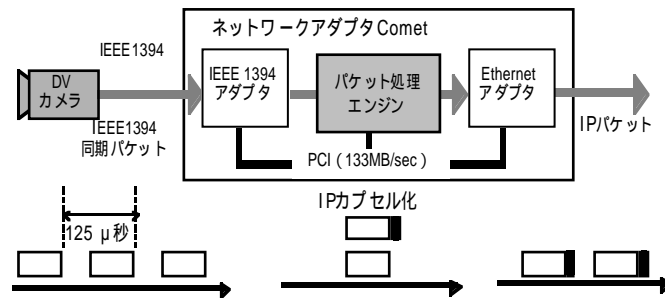 ネットワークアダプタComet
IEEE1394
DV
カメラ
IEEE 1394
アダプタ
パケット処理
エンジン
Ethernet
アダプタ
IEEE1394
同期パケット
IPパケット
PCI（133MB/sec）
IPカプセル化
125 μ秒